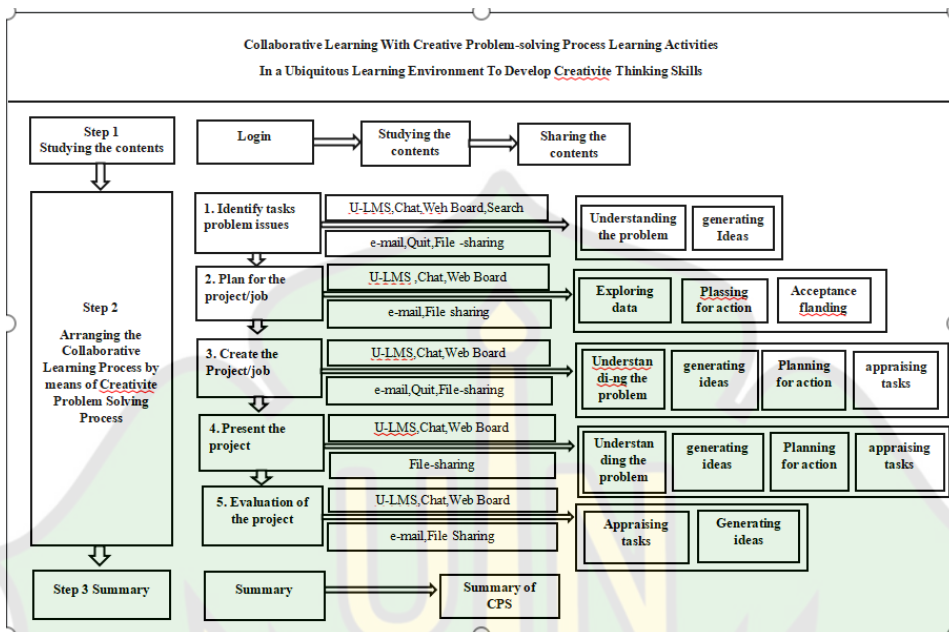 Collaborative Learning With Creative Problem-solving Process Learning Activities
In a Ubiquitous Learning Environment To Develop Creativite Thinking Skills
Step 1
Studying the contents
Login
Studying the
contents
Sharing the
contents
Step 2
Arranging the
Collaborative
Learning Process by
means of Creativite
Problem Solving
Process
1. Identify tasks
problem issues
U-LMS,Chat,Weh Board,Search
e-mail,Quit,File -sharing
Understanding
the problem
generating
Ideas
2. Plan for the
project/job
U-LMS ,Chat,Web Board
e-mail,File sharing
Exploring
data
Plassing
for action
Acceptance
flanding
3. Create the
Project/job
U-LMS,Chat,Web Board
e-mail,Quit,File-sharing
Understan
di-ng the
problem
generating
ideas
Planning
for action
appraising
tasks
4. Present the
project
U-LMS,Chat,Web Board
File-sharing
Understan
ding the
problem
generating
ideas
Planning
for action
appraising
tasks
5. Evaluation of
the project
U-LMS,Chat,Web Board
e-mail,File Sharing
Appraising
tasks
Generating
ideas
Step 3 Summary
Summary
Summary of
CPS
UIN